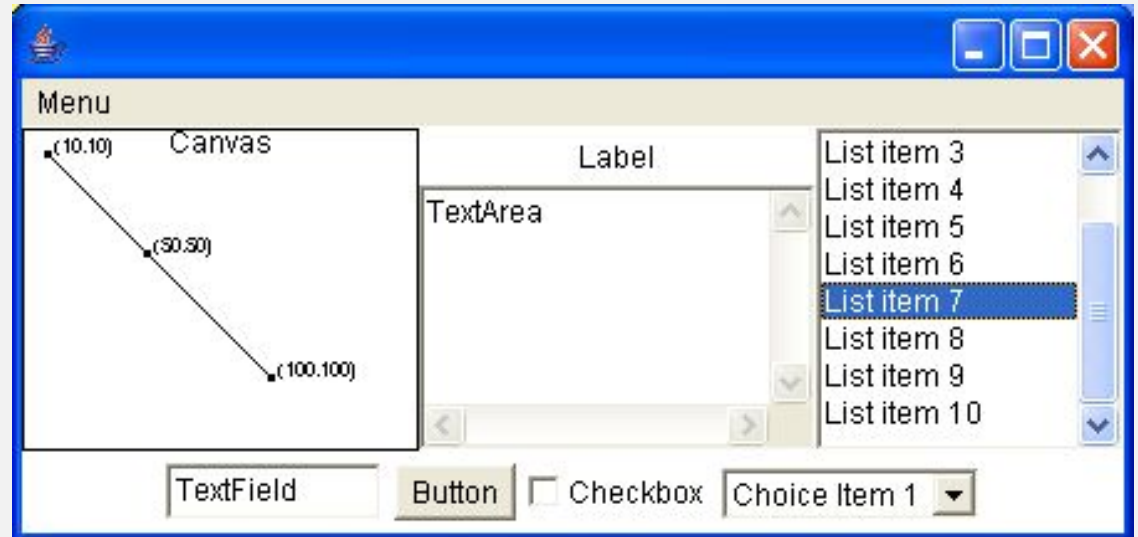 Menu
Canvas
(10.10)
(50.50)
(100.100)
Label
TextArea
List item 3
List item 4
List item 5
List item 6
List item 7
List item 8
List item 9
List item 10
TextField
Button
Checkbox
Choice Item 1